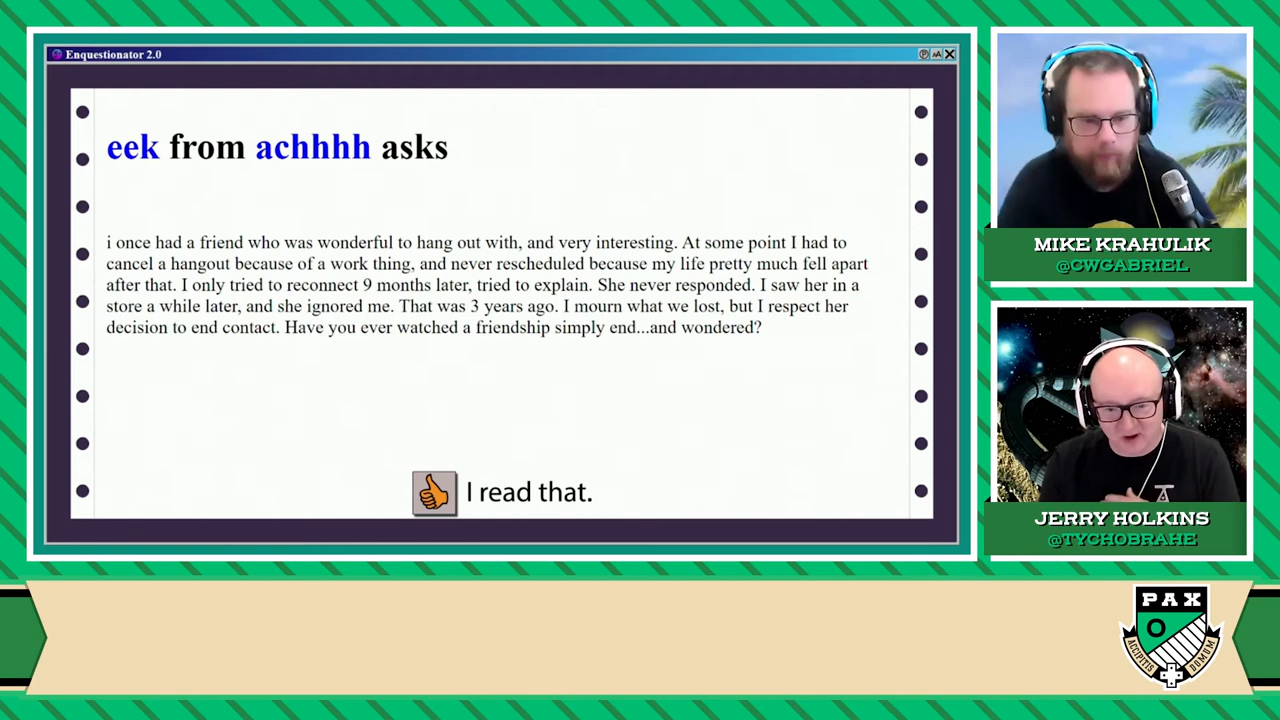 Enquestionator 2.0
eek from achhhh asks
i once had a friend who was wonderful to hang out with, and very interesting. At some point I had to
cancel a hangout because of a work thing, and never rescheduled because my life pretty much fell apart
after that. I only tried to reconnect 9 months later, tried to explain. She never responded. I saw her in a
store a while later, and she ignored me. That was 3 years ago. I mourn what we lost, but I respect her
decision to end contact. Have you ever watched a friendship simply end...and wondered?
I read that.
MIKE KRAHULIK
@CWGABRIEL
JERRY HOLKINS
@TYCHOBRAHE
PAX
ACCIPITIS
DOMUM